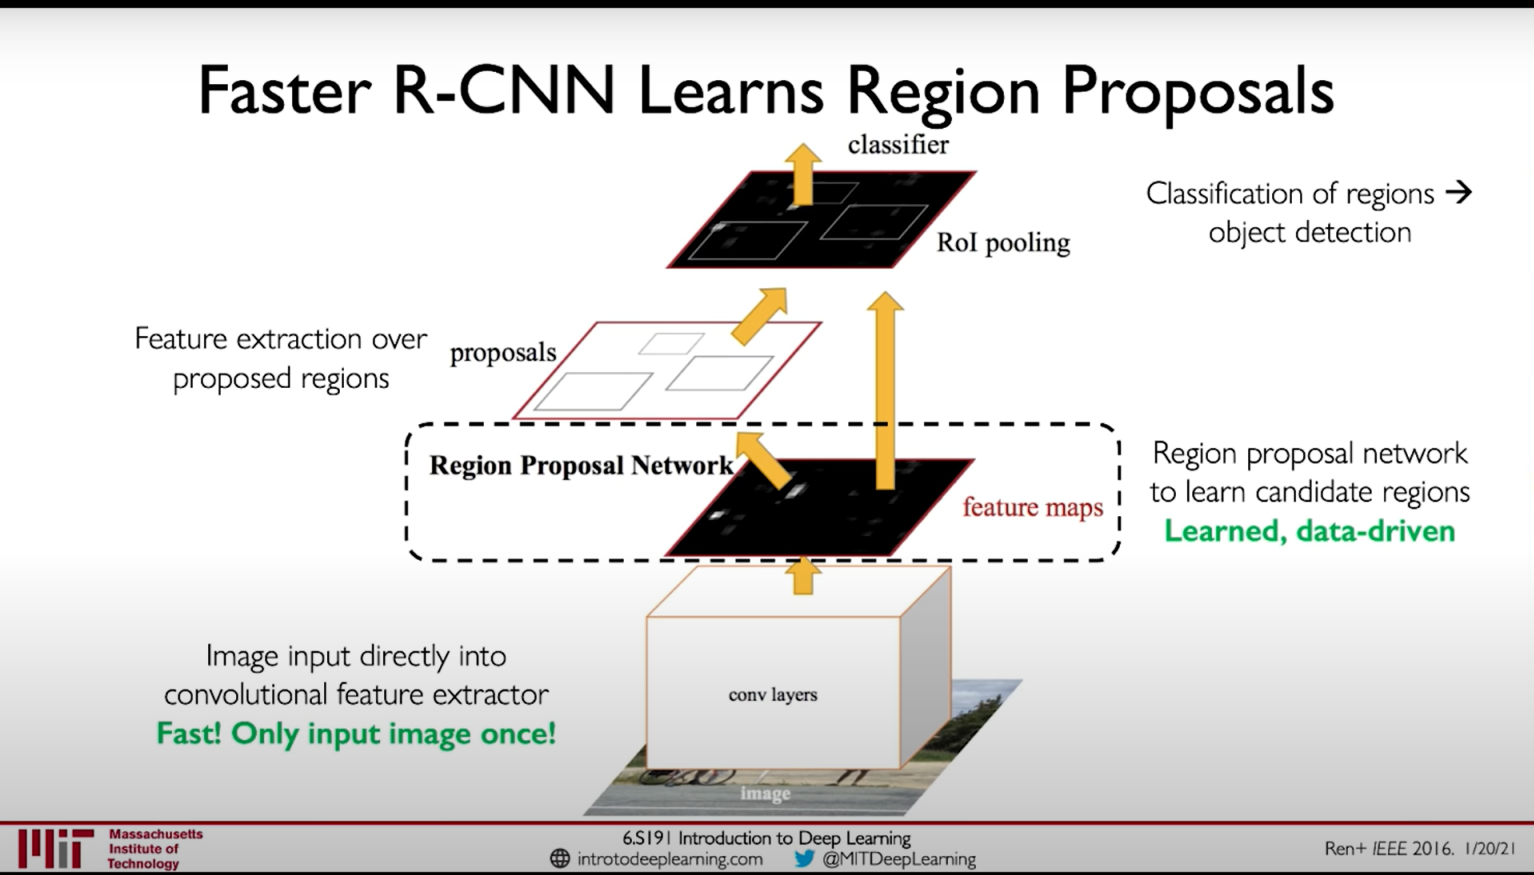 Faster R-CNN Learns Region Proposals
classifier
Classification of regions →
object detection
RoI pooling
Feature extraction over
proposed regions
proposals
Region Proposal Network
feature maps
Region proposal network
to learn candidate regions
Learned, data-driven
Image input directly into
convolutional feature extractor
Fast! Only input image once!
conv layers
image
Massachusetts
Institute of
Technology
6.S191 Introduction to Deep Learning
introtodeeplearning.com @MITDeepLearning
Ren+ IEEE 2016. 1/20/21